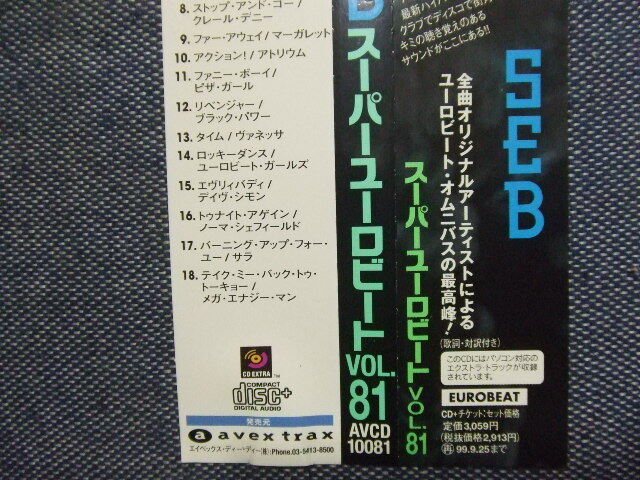 8. ストップ・アンド・ゴー/
クレール・デニー
9. ファー・アウェイ/マーガレット
10. アクション!/アトリウム
11. ファニー・ボーイ/
ピザ・ガール
12. リベンジャー/
ブラック・パワー
13. タイム/ヴァネッサ
14. ロッキーダンス/
ユーロビート・ガールズ
15. エヴリィバディ/
デイヴ・シモン
16. トゥナイト・アゲイン/
ノーマ・シェフィールド
17. バーニング・アップ・フォー・
ユー/サラ
18. テイク・ミー・バック・トゥ・
トーキョー/
メガ・エナジー・マン
CD EXTRA TM
COMPACT
disc+
DIGITAL AUDIO
発売元
a avex trax
エイベックス・ディー・ディー(株)Phone.03-5413-8500
B スーパーユーロビート VOL. 81
AVCD
10081
クラブでディスコで
キミの聴き覚えのある
サウンドがここにある!!
SEB
全曲オリジナルアーティストによる
ユーロビート・オムニバスの最高峰!
(歌詞・対訳付き)
スーパーユーロビート VOL. 81
このCDにはパソコン対応の
エクストラ・トラックが収録
されています。
EUROBEAT
CD+チケット:セット価格
定価3,059円
(税抜価格2,913円)
再 99.9.25まで